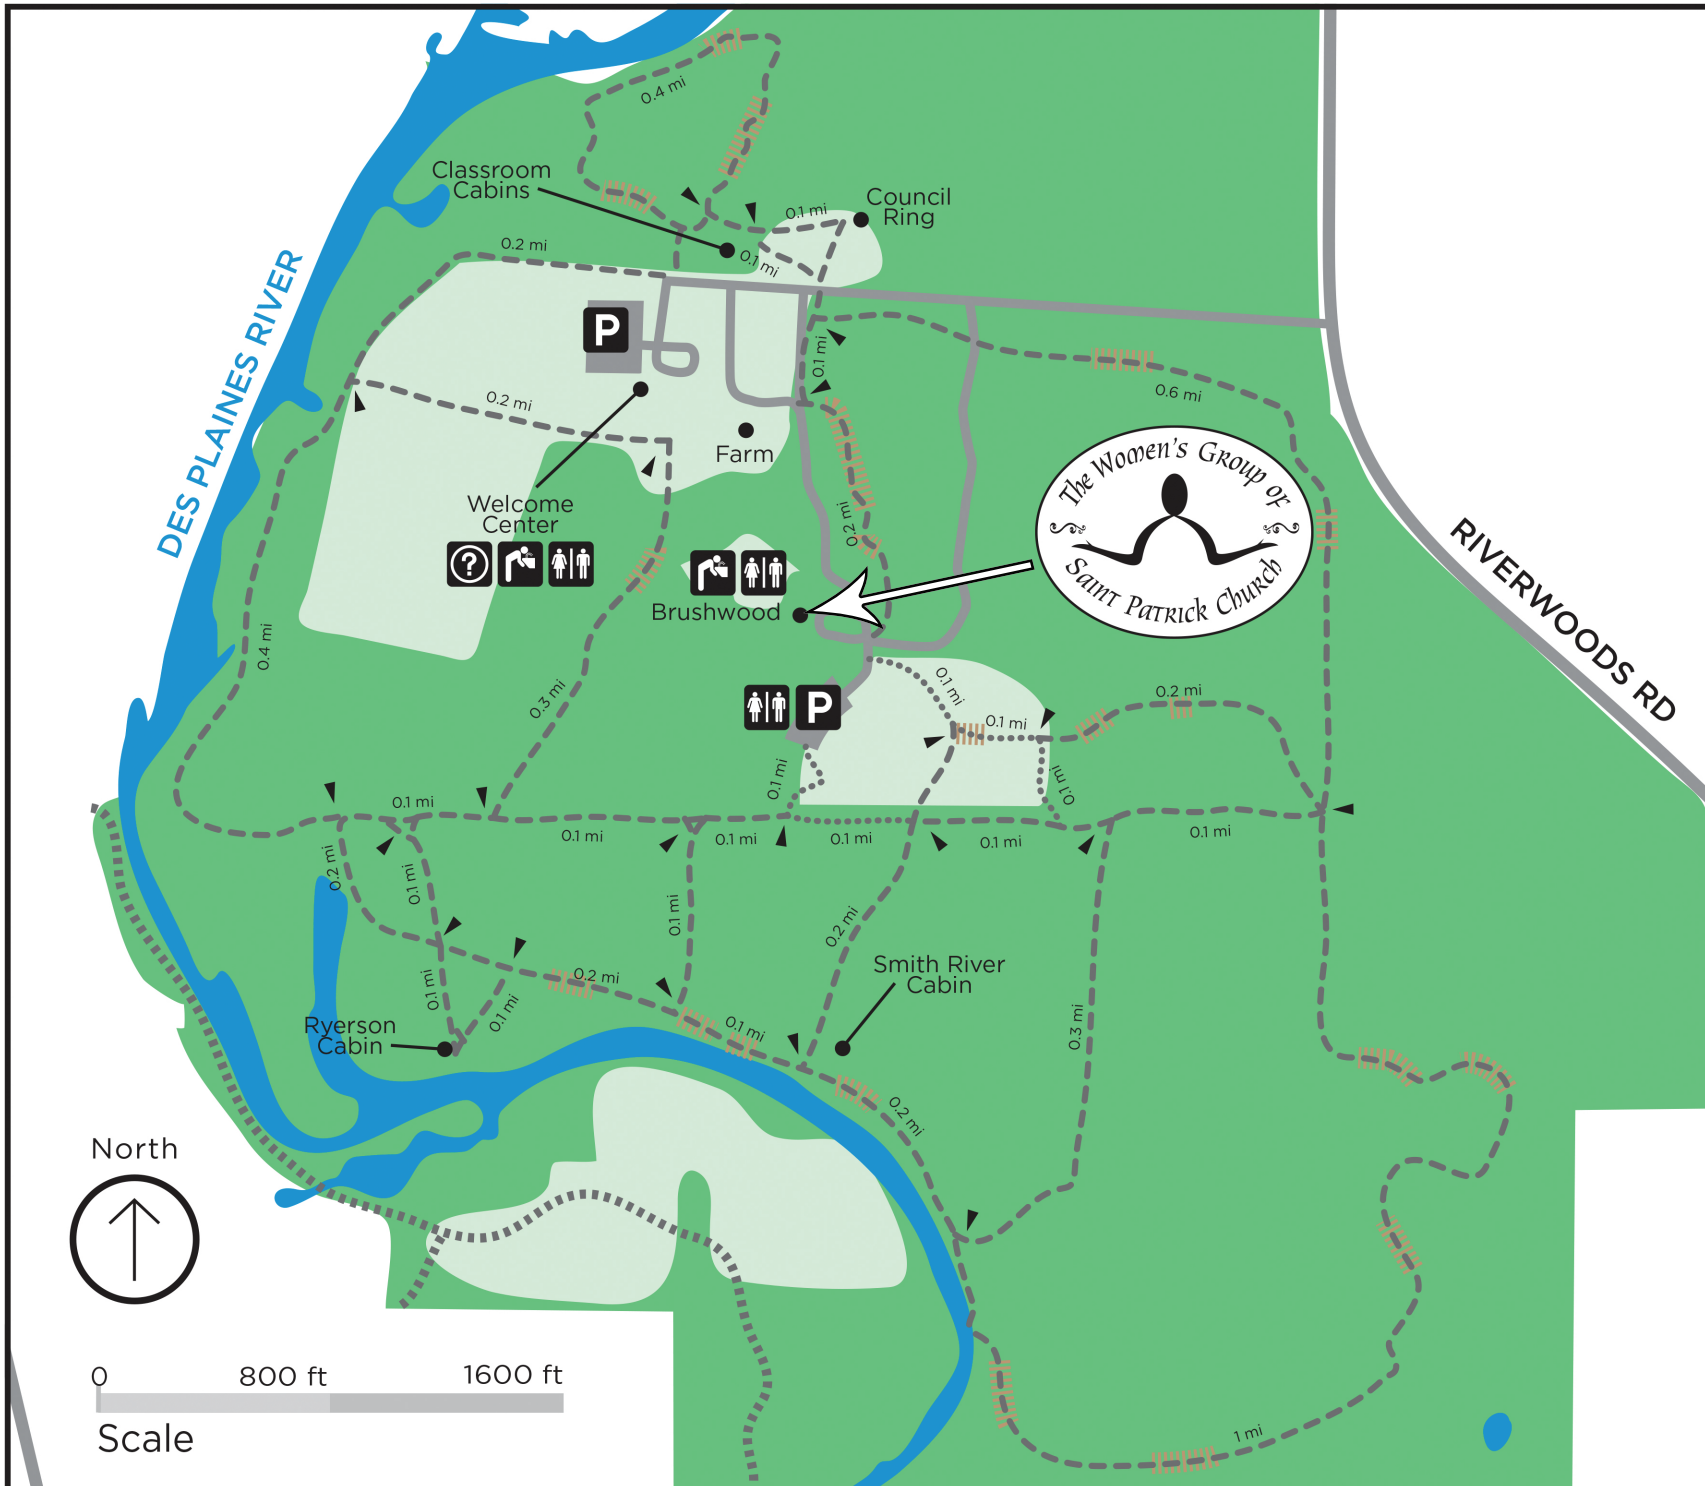 0.4 mi
Classroom
Cabins
Council
Ring
0.1 mi
0.1 mi
0.2 mi
DES PLAINES RIVER
P
0.1 mi
0.6 mi
0.2 mi
Farm
Welcome
Center
?
0.2 mi
The Women's Group of
Saint Patrick Church
RIVERWOODS RD
Brushwood
0.4 mi
0.3 mi
P
0.1 mi
0.1 mi
0.2 mi
0.1 mi
0.1 mi
0.1 mi
0.1 mi
0.1 mi
0.1 mi
0.1 mi
0.1 mi
0.2 mi
0.1 mi
0.1 mi
0.2 mi
Smith River
Cabin
0.2 mi
0.1 mi
0.1 mi
0.1 mi
0.3 mi
Ryerson
Cabin
0.2 mi
North
0
800 ft
1600 ft
Scale
1 mi